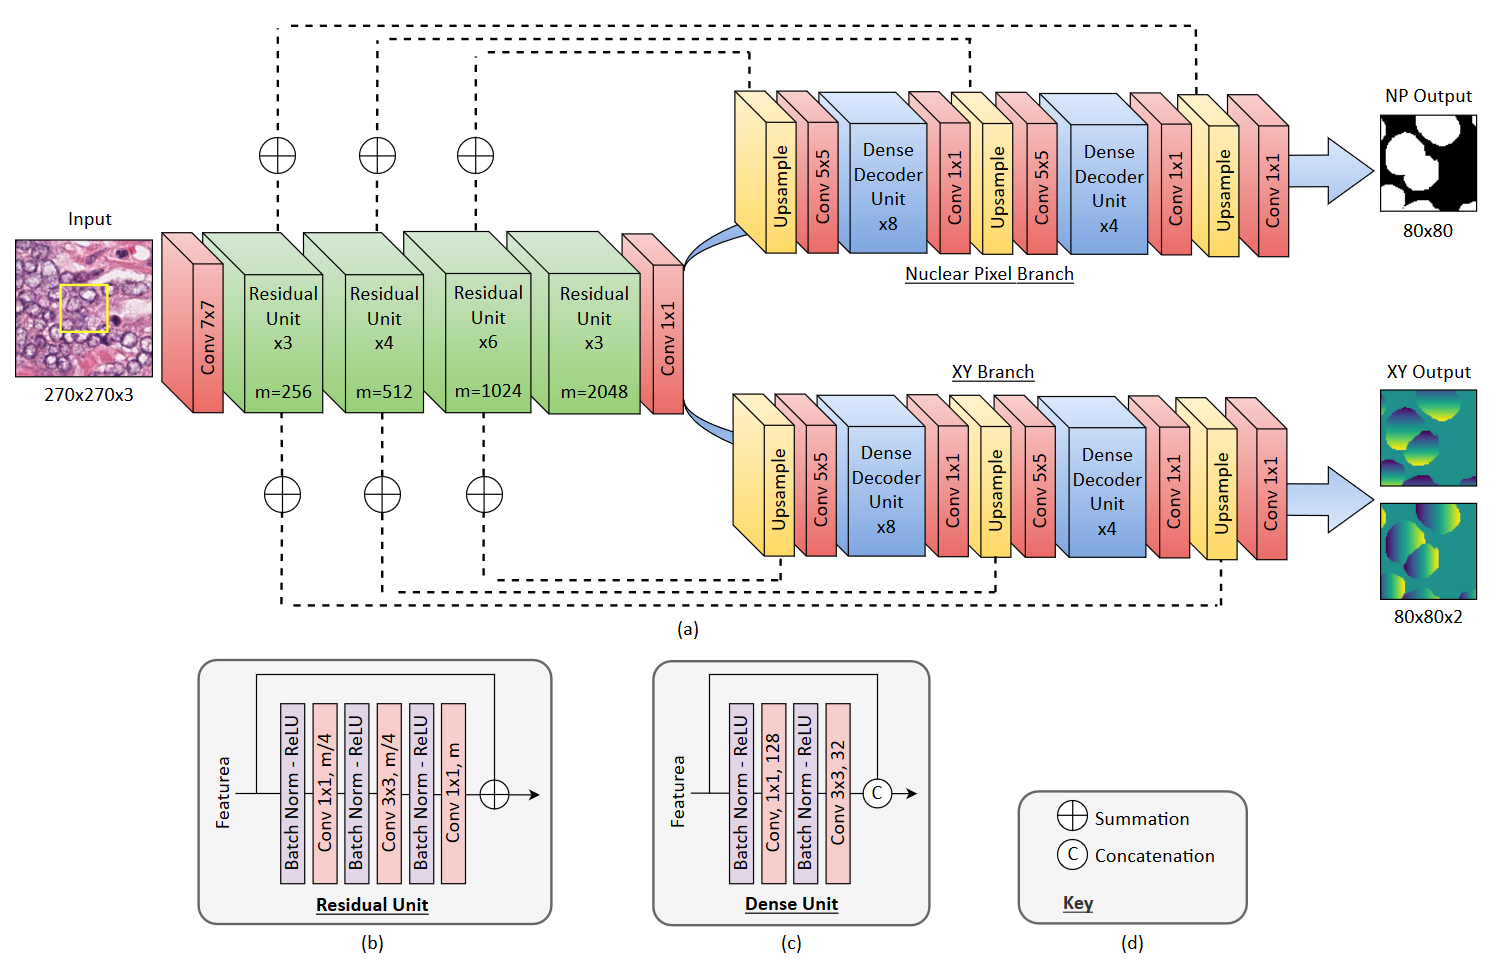 Input
270x270x3
Conv 7x7
Residual
Unit
x3
m=256
Residual
Unit
x4
m=512
Residual
Unit
x6
m=1024
Residual
Unit
x3
m=2048
Conv 1x1
Upsample
Conv 5x5
Dense
Decoder
Unit
x8
Conv 1x1
Upsample
Conv 5x5
Dense
Decoder
Unit
x4
Conv 1x1
Upsample
Conv 1x1
Nuclear Pixel Branch
NP Output
80x80
XY Branch
Upsample
Conv 5x5
Dense
Decoder
Unit
x8
Conv 1x1
Upsample
Conv 5x5
Dense
Decoder
Unit
x4
Conv 1x1
Upsample
Conv 1x1
XY Output
80x80x2
(a)
Featurea
Batch Norm - ReLU
Conv 1x1, m/4
Batch Norm - ReLU
Conv 3x3, m/4
Batch Norm - ReLU
Conv 1x1, m
Residual Unit
(b)
Featurea
Batch Norm - ReLU
Conv, 1x1, 128
Batch Norm - ReLU
Conv 3x3, 32
C
Dense Unit
(c)
Summation
C Concatenation
Key
(d)